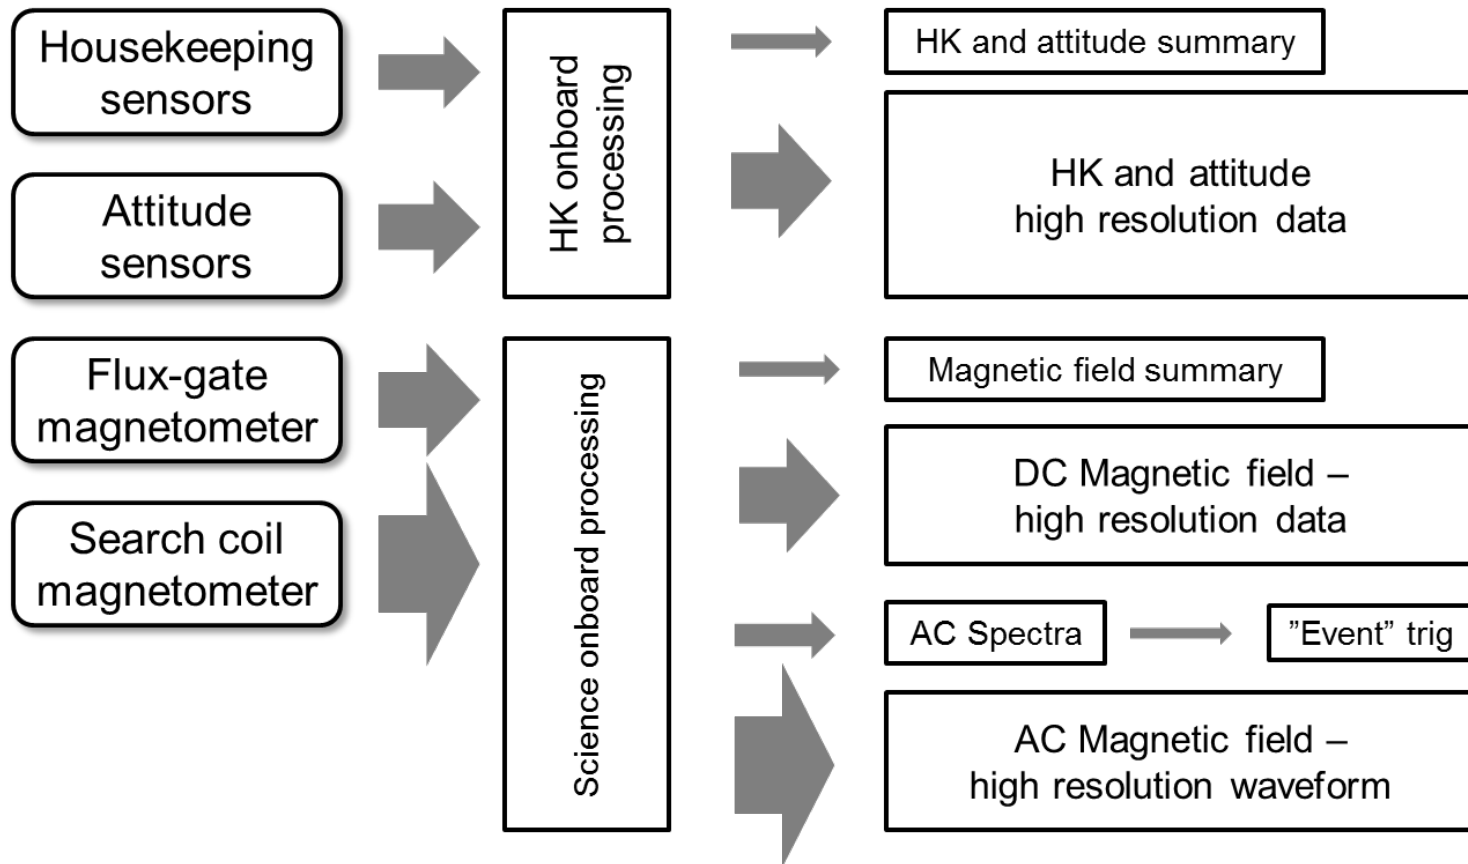 Housekeeping
sensors
Attitude
sensors
Flux-gate
magnetometer
Search coil
magnetometer
HK onboard
processing
Science onboard processing
HK and attitude summary
HK and attitude
high resolution data
Magnetic field summary
DC Magnetic field –
high resolution data
AC Spectra
”Event” trig
AC Magnetic field –
high resolution waveform